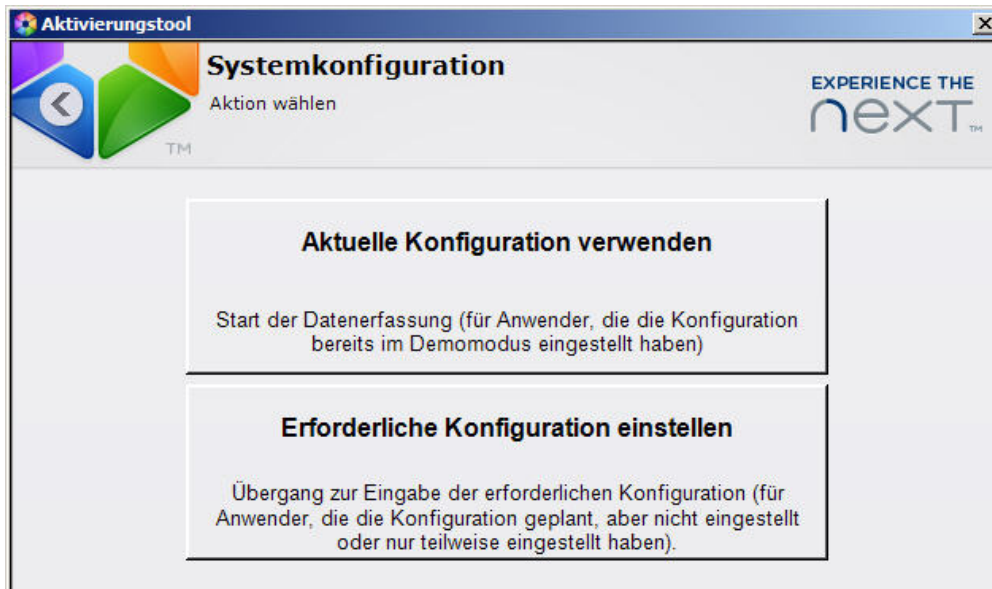 Aktivierungstool
Systemkonfiguration
Aktion wählen
TM
EXPERIENCE THE
next™
Aktuelle Konfiguration verwenden
Start der Datenerfassung (für Anwender, die die Konfiguration
bereits im Demomodus eingestellt haben)
Erforderliche Konfiguration einstellen
Übergang zur Eingabe der erforderlichen Konfiguration (für
Anwender, die die Konfiguration geplant, aber nicht eingestellt
oder nur teilweise eingestellt haben).